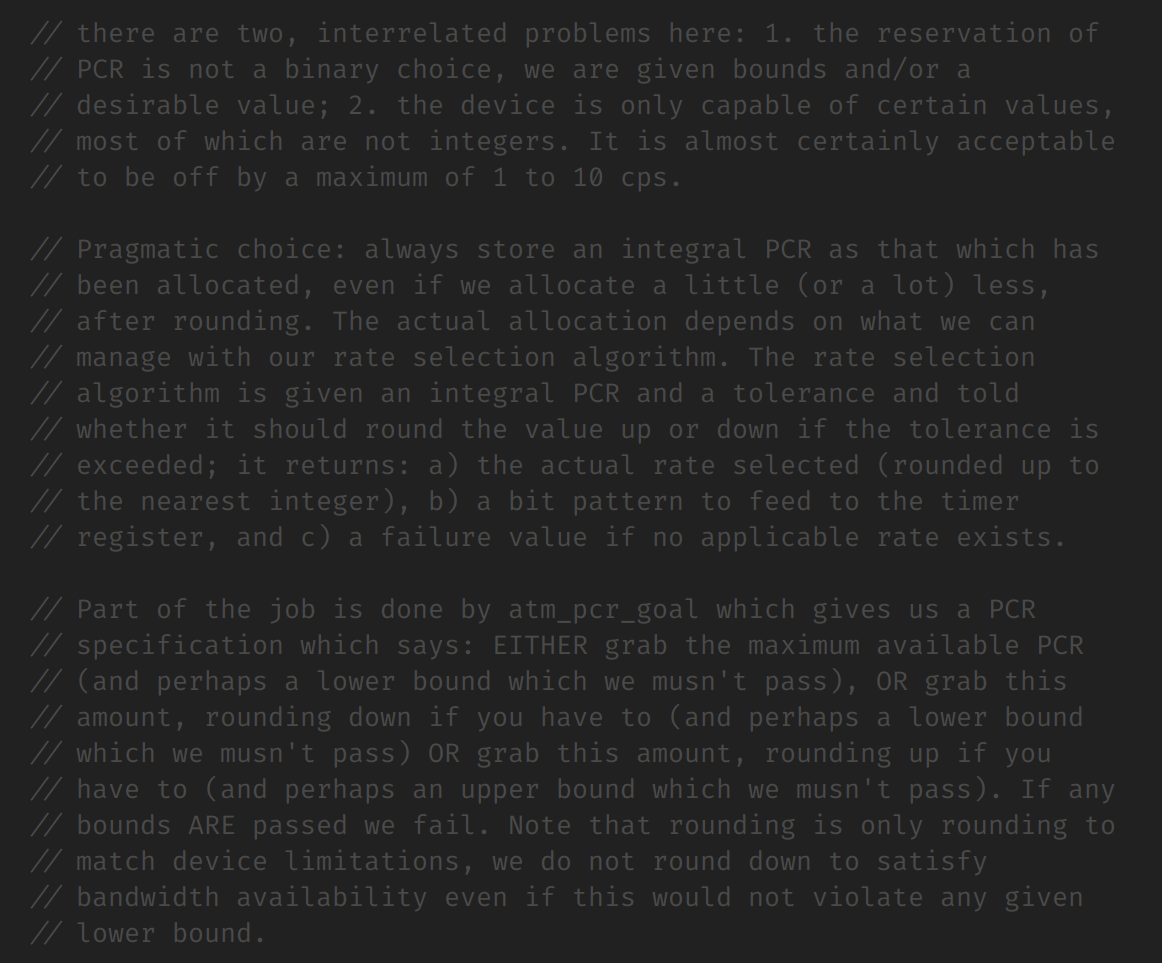 // there are two, interrelated problems here: 1. the reservation of
// PCR is not a binary choice, we are given bounds and/or a
// desirable value; 2. the device is only capable of certain values,
// most of which are not integers. It is almost certainly acceptable
// to be off by a maximum of 1 to 10 cps.

// Pragmatic choice: always store an integral PCR as that which has
// been allocated, even if we allocate a little (or a lot) less,
// after rounding. The actual allocation depends on what we can
// manage with our rate selection algorithm. The rate selection
// algorithm is given an integral PCR and a tolerance and told
// whether it should round the value up or down if the tolerance is
// exceeded; it returns: a) the actual rate selected (rounded up to
// the nearest integer), b) a bit pattern to feed to the timer
// register, and c) a failure value if no applicable rate exists.

// Part of the job is done by atm_pcr_goal which gives us a PCR
// specification which says: EITHER grab the maximum available PCR
// (and perhaps a lower bound which we musn't pass), OR grab this
// amount, rounding down if you have to (and perhaps a lower bound
// which we musn't pass) OR grab this amount, rounding up if you
// have to (and perhaps an upper bound which we musn't pass). If any
// bounds ARE passed we fail. Note that rounding is only rounding to
// match device limitations, we do not round down to satisfy
// bandwidth availability even if this would not violate any given
// lower bound.